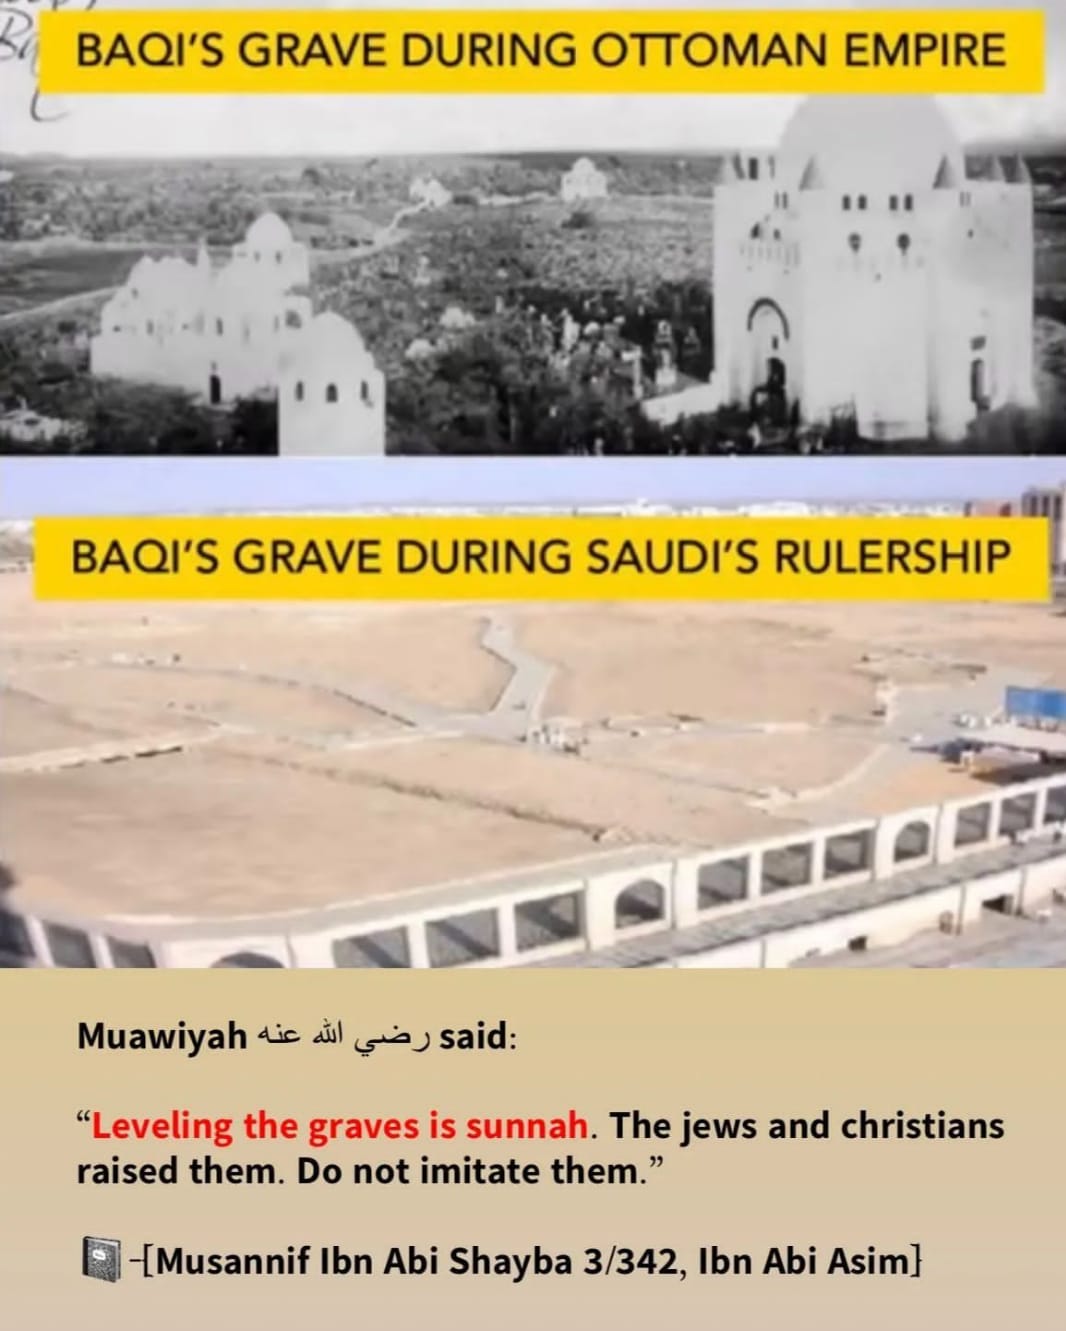 BAQI'S GRAVE DURING OTTOMAN EMPIRE
BAQI'S GRAVE DURING SAUDI'S RULERSHIP
Muawiyah رضي الله عنه said:
“Leveling the graves is sunnah. The jews and christians
raised them. Do not imitate them.”
-[Musannif Ibn Abi Shayba 3/342, Ibn Abi Asim]